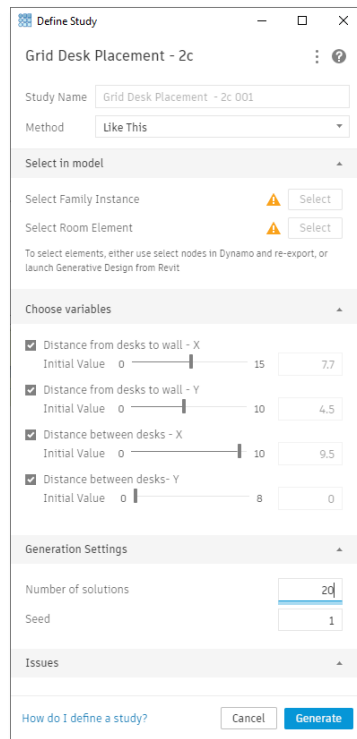 Define Study
Grid Desk Placement - 2c
Study Name Grid Desk Placement - 2c 001
Method Like This
Select in model
Select Family Instance Select
Select Room Element Select
To select elements, either use select nodes in Dynamo and re-export, or
launch Generative Design from Revit
Choose variables
Distance from desks to wall - X
Initial Value 0 15 7.7
Distance from desks to wall - Y
Initial Value 0 10 4.5
Distance between desks - X
Initial Value 0 10 9.5
Distance between desks- Y
Initial Value 0 8 0
Generation Settings
Number of solutions 20
Seed 1
Issues
How do I define a study? Cancel Generate